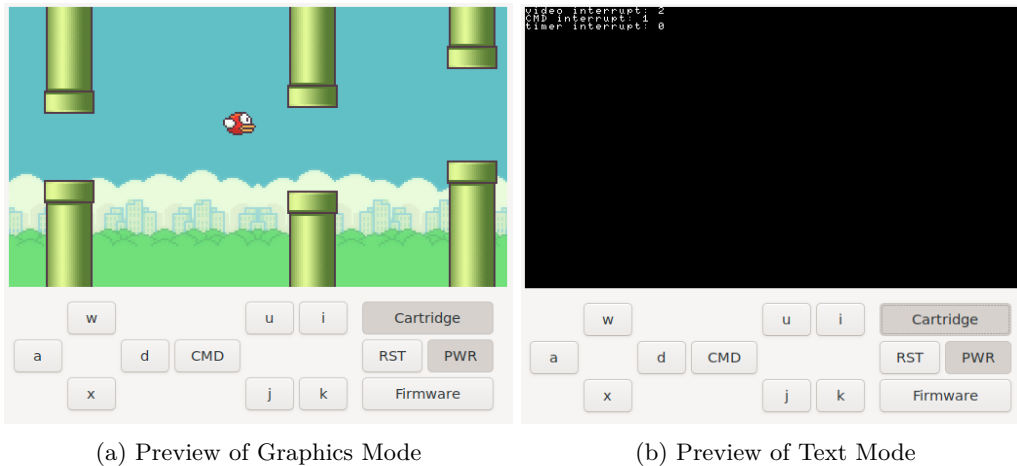 video interrupt: 2
CMD interrupt: 1
timer interrupt: 0
w u i Cartridge
a d CMD RST PWR
x j k Firmware
w u i Cartridge
a d CMD RST PWR
x j k Firmware
(a) Preview of Graphics Mode
(b) Preview of Text Mode